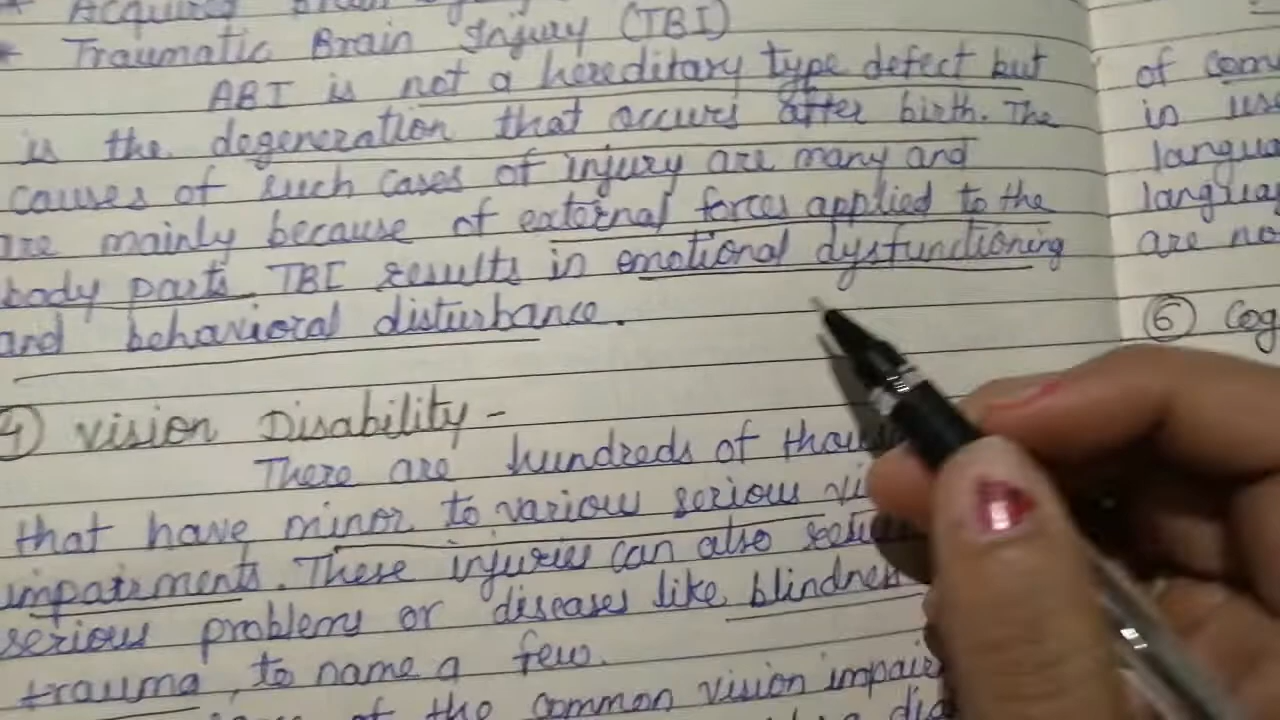 * Acquired Brain
* Traumatic Brain Injury (TBI)
ABI is not a hereditary type defect but
is the degeneration that occurs after birth. The
causes of such cases of injury are many and
are mainly because of external forces applied to the
body parts. TBI results in emotional dysfunctioning
and behavioral disturbance.
4) Vision Disability -
There are hundreds of
that have minor to various serious
impairments. These injuries can also
serious problems or diseases like blindness
trauma, to name a few.
of the common vision
of
in
are
6